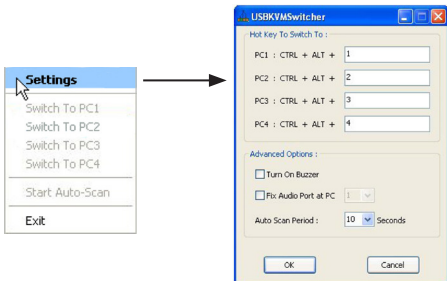 Settings
Switch To PC1
Switch To PC2
Switch To PC3
Switch To PC4
Start Auto-Scan
Exit
USBKVMSwitcher
Hot Key To Switch To :
PC1 : CTRL + ALT + 1
PC2 : CTRL + ALT + 2
PC3 : CTRL + ALT + 3
PC4 : CTRL + ALT + 4
Advanced Options :
Turn On Buzzer
Fix Audio Port at PC 1
Auto Scan Period : 10 Seconds
OK Cancel